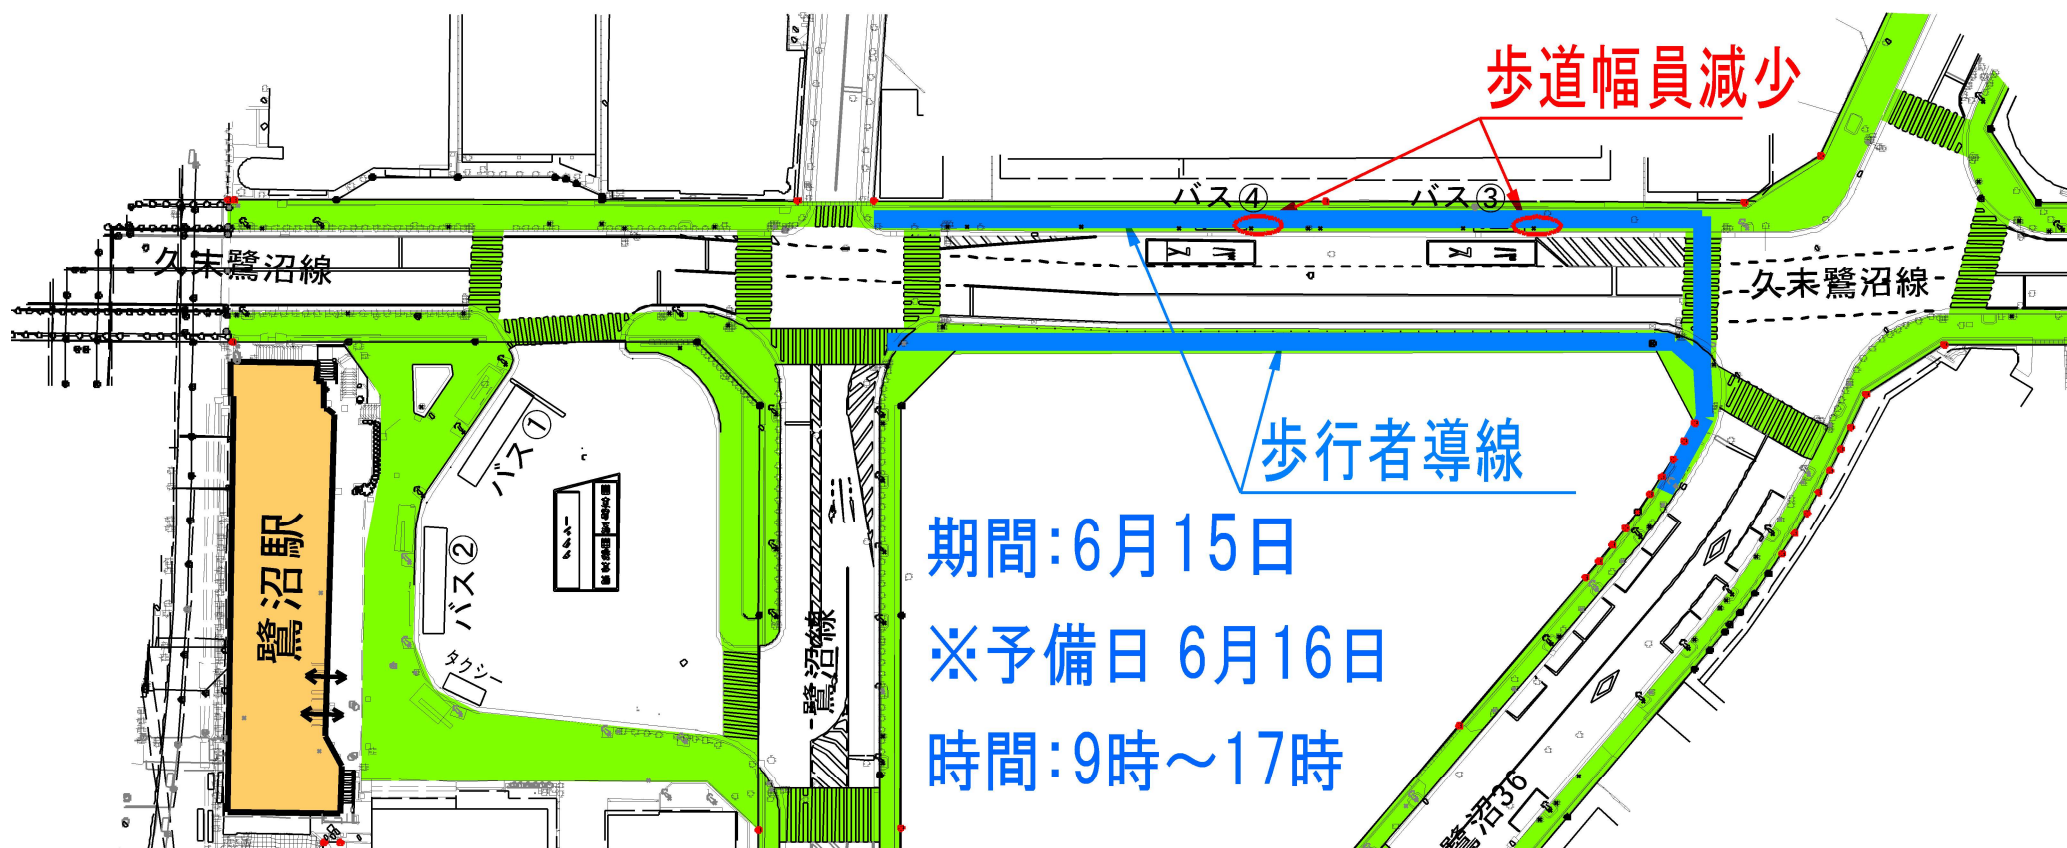 歩道幅員減少
バス④
バス③
久末鷺沼線
久末鷺沼線
バス①
歩行者導線
鷺沼駅
バス②
期間:6月15日
タクシー
鷺沼線
※予備日 6月16日
時間:9時～17時
鷺沼36